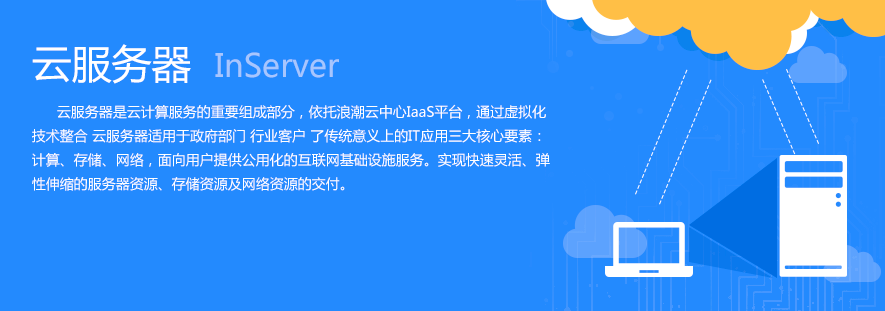 云服务器 InServer
云服务器是云计算服务的重要组成部分，依托浪潮云中心IaaS平台，通过虚拟化
技术整合 云服务器适用于政府部门 行业客户 了传统意义上的IT应用三大核心要素：
计算、存储、网络，面向用户提供公用化的互联网基础设施服务。实现快速灵活、弹
性伸缩的服务器资源、存储资源及网络资源的交付。